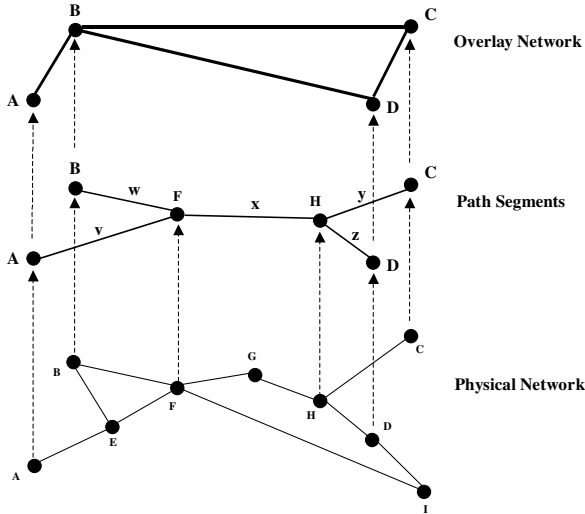 B
C
Overlay Network
A
D
B
C
w
F
y
x
H
Path Segments
v
z
A
D
C
B
G
Physical Network
F
H
D
E
A
I